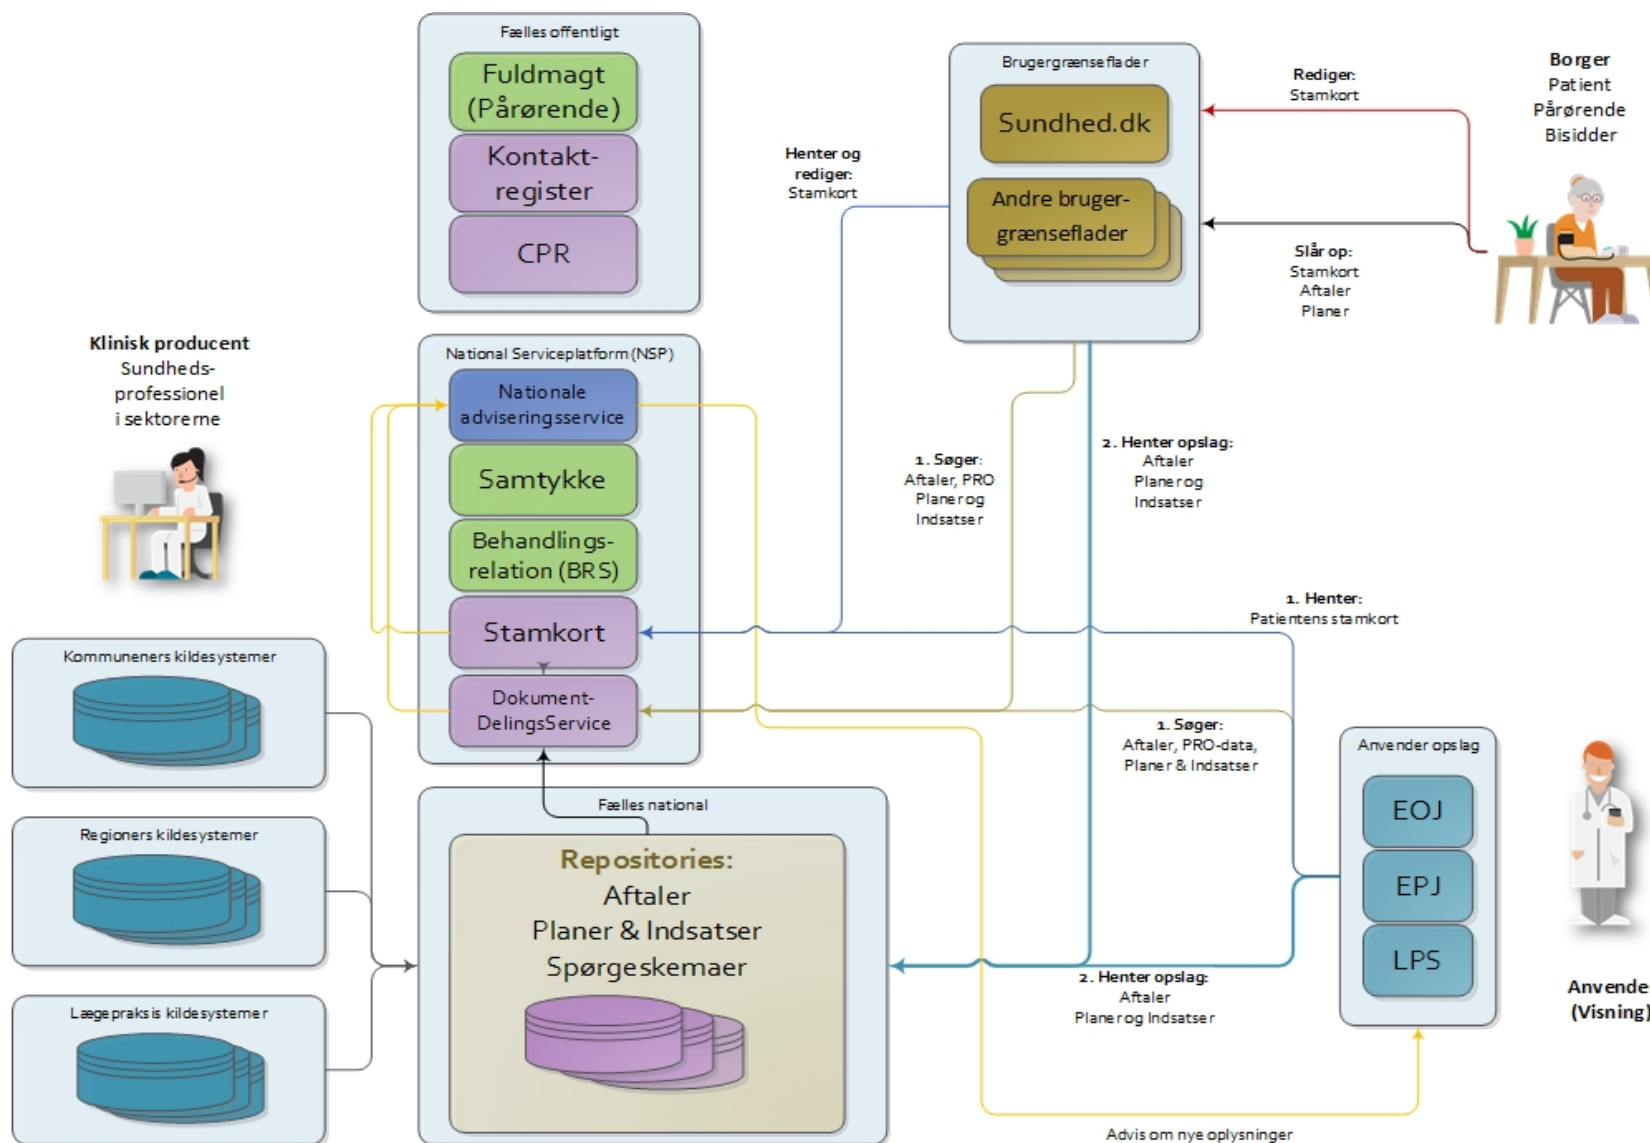 Fælles offentligt
Fuldmagt
(Pårørende)
Kontakt-
register
CPR
Brugergrænseflader
Sundhed.dk
Andre bruger-
grænseflader
Rediger:
Stamkort
Borger
Patient
Pårørende
Bisidder
Henter og
rediger:
Stamkort
Slår op:
Stamkort
Aftaler
Planer
Klinisk producent
Sundheds-
professionel
i sektorerne
National Serviceplatform (NSP)
Nationale
adviseringsservice
Samtykke
Behandlings-
relation (BRS)
Stamkort
Dokument-
DelingsService
1. Søger:
Aftaler, PRO
Planer og
Indsatser
2. Henter opslag:
Aftaler
Planer og
Indsatser
1. Henter:
Patientens stamkort
Kommuneners kildesystemer
Regioners kildesystemer
Lægepraksis kildesystemer
1. Søger:
Aftaler, PRO-data,
Planer & Indsatser
Fælles national
Repositories:
Aftaler
Planer & Indsatser
Spørgeskemaer
Anvender opslag
EOJ
EPJ
LPS
2. Henter opslag:
Aftaler
Planer og Indsatser
Anvende
(Visning)
Advis om nye oplysninger